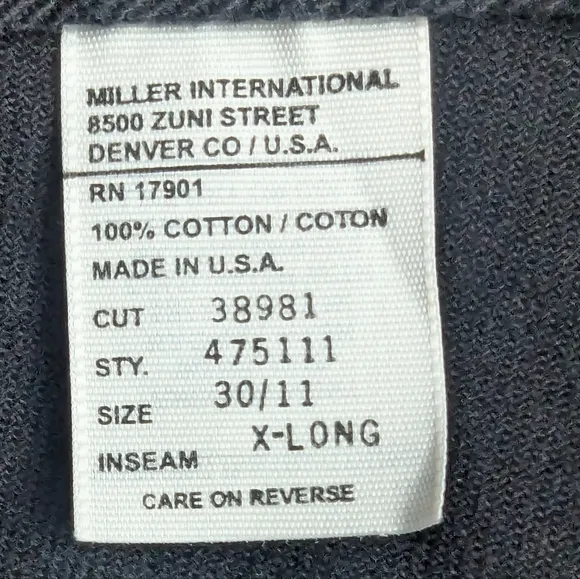 MILLER INTERNATIONAL
8500 ZUNI STREET
DENVER CO / U.S.A.
RN 17901
100% COTTON / COTON
MADE IN U.S.A.
CUT 38981
STY. 475111
SIZE 30/11
INSEAM X-LONG
CARE ON REVERSE